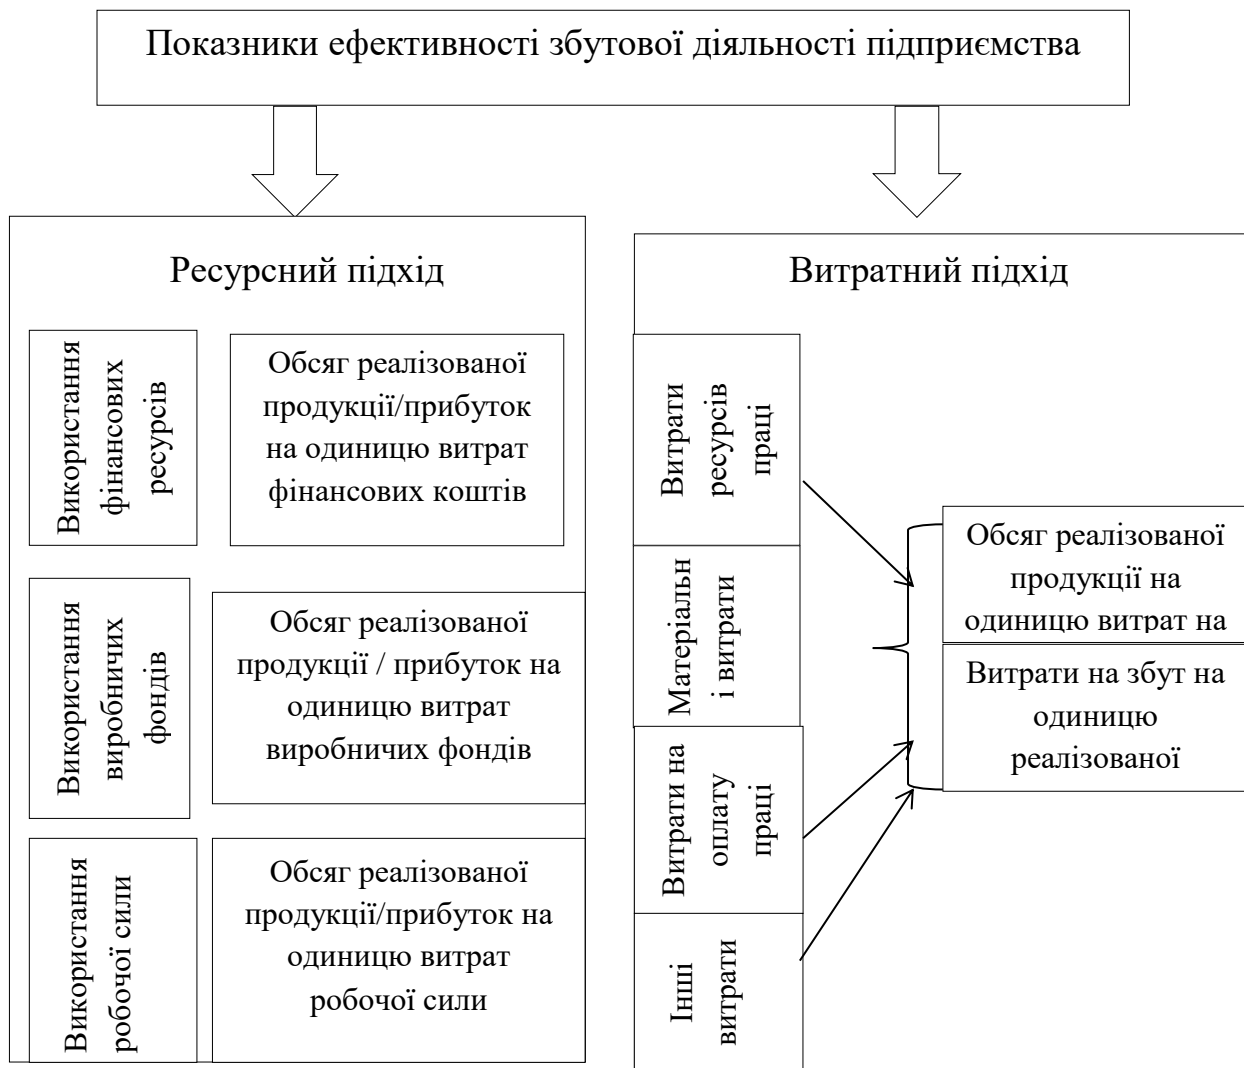 Показники ефективності збутової діяльності підприємства
Ресурсний підхід
Використання
фінансових
ресурсів
Обсяг реалізованої
продукції/прибуток
на одиницю витрат
фінансових коштів
Використання
виробничих
фондів
Обсяг реалізованої
продукції / прибуток на
одиницю витрат
виробничих фондів
Використання
робочої сили
Обсяг реалізованої
продукції/прибуток на
одиницю витрат
робочої сили
Витратний підхід
Витрати
ресурсів
праці
Матеріальн
і витрати
Витрати на
оплату
праці
Інші
витрати
Обсяг реалізованої
продукції на
одиницю витрат на
Витрати на збут на
одиницю
реалізованої